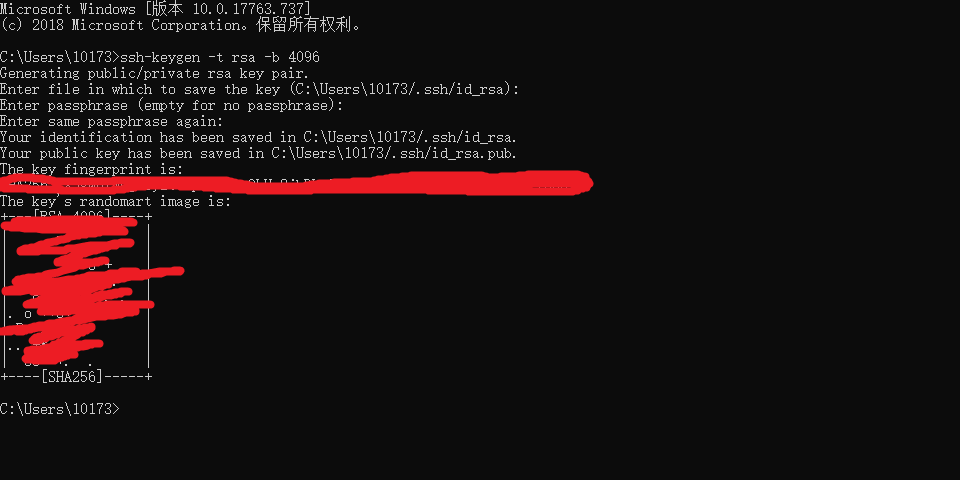 Microsoft Windows [版本 10.0.17763.737]
(c) 2018 Microsoft Corporation。保留所有权利。
C:\Users\10173>ssh-keygen -t rsa -b 4096
Generating public/private rsa key pair.
Enter file in which to save the key (C:\Users\10173/.ssh/id_rsa):
Enter passphrase (empty for no passphrase):
Enter same passphrase again:
Your identification has been saved in C:\Users\10173/.ssh/id_rsa.
Your public key has been saved in C:\Users\10173/.ssh/id_rsa.pub.
The key fingerprint is:
The key's randomart image is:
+---[RSA 4096]----+
+----[SHA256]-----+
C:\Users\10173>